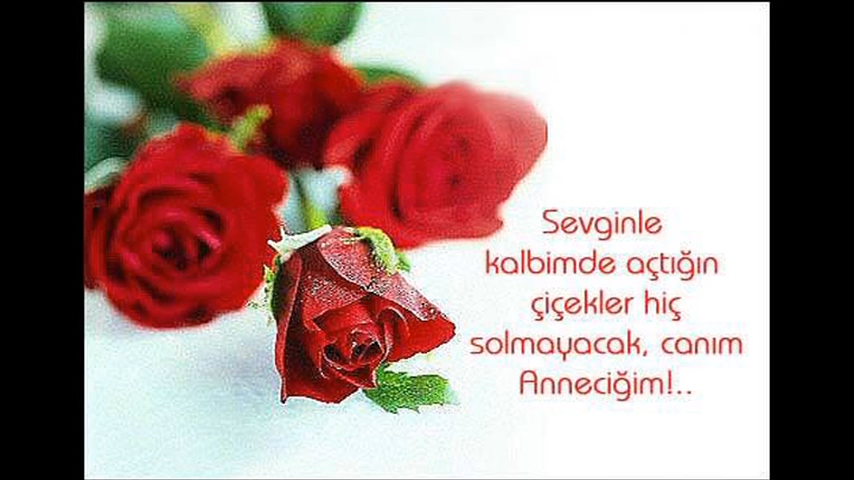 Sevginle
kalbimde açtığın
çiçekler hiç
solmayacak, canım
Anneciğim!..